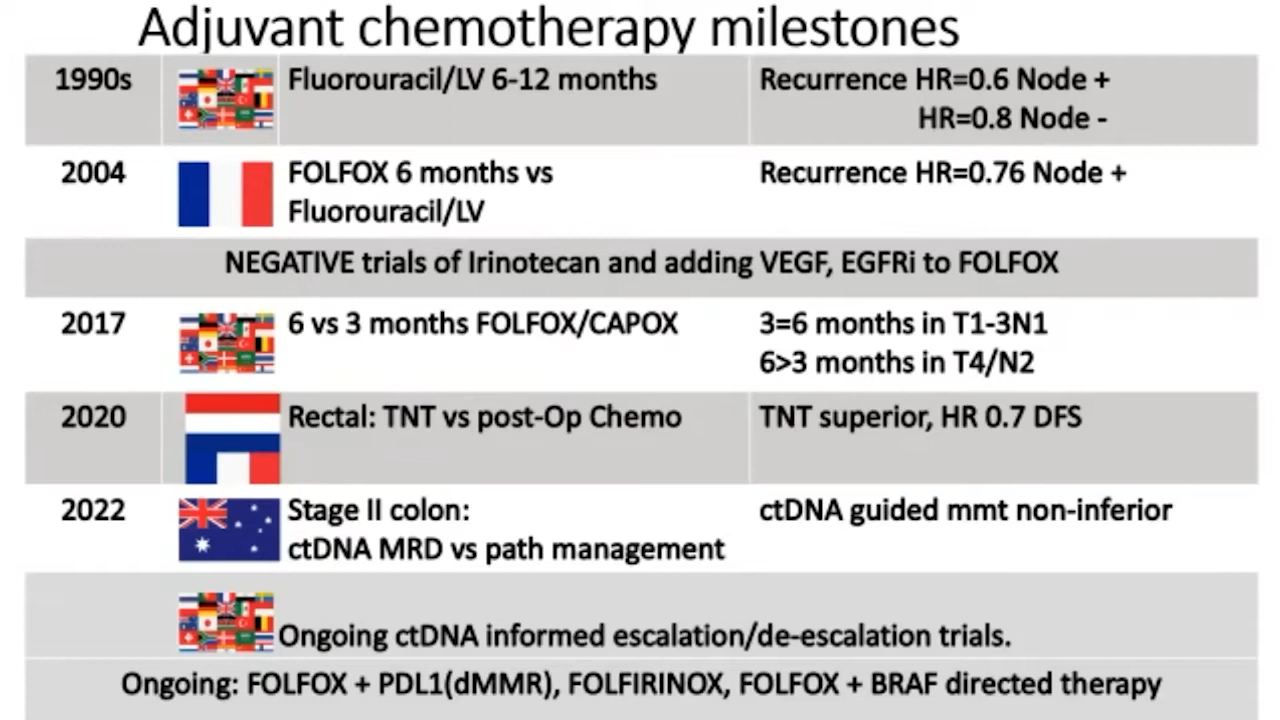 Adjuvant chemotherapy milestones
1990s Fluorouracil/LV 6-12 months Recurrence HR=0.6 Node +
HR=0.8 Node -
2004 FOLFOX 6 months vs Recurrence HR=0.76 Node +
Fluorouracil/LV
NEGATIVE trials of Irinotecan and adding VEGF, EGFRi to FOLFOX
2017 6 vs 3 months FOLFOX/CAPOX 3=6 months in T1-3N1
6>3 months in T4/N2
2020 Rectal: TNT vs post-Op Chemo TNT superior, HR 0.7 DFS
2022 Stage II colon: ctDNA guided mmt non-inferior
ctDNA MRD vs path management
Ongoing ctDNA informed escalation/de-escalation trials.
Ongoing: FOLFOX + PDL1(dMMR), FOLFIRINOX, FOLFOX + BRAF directed therapy